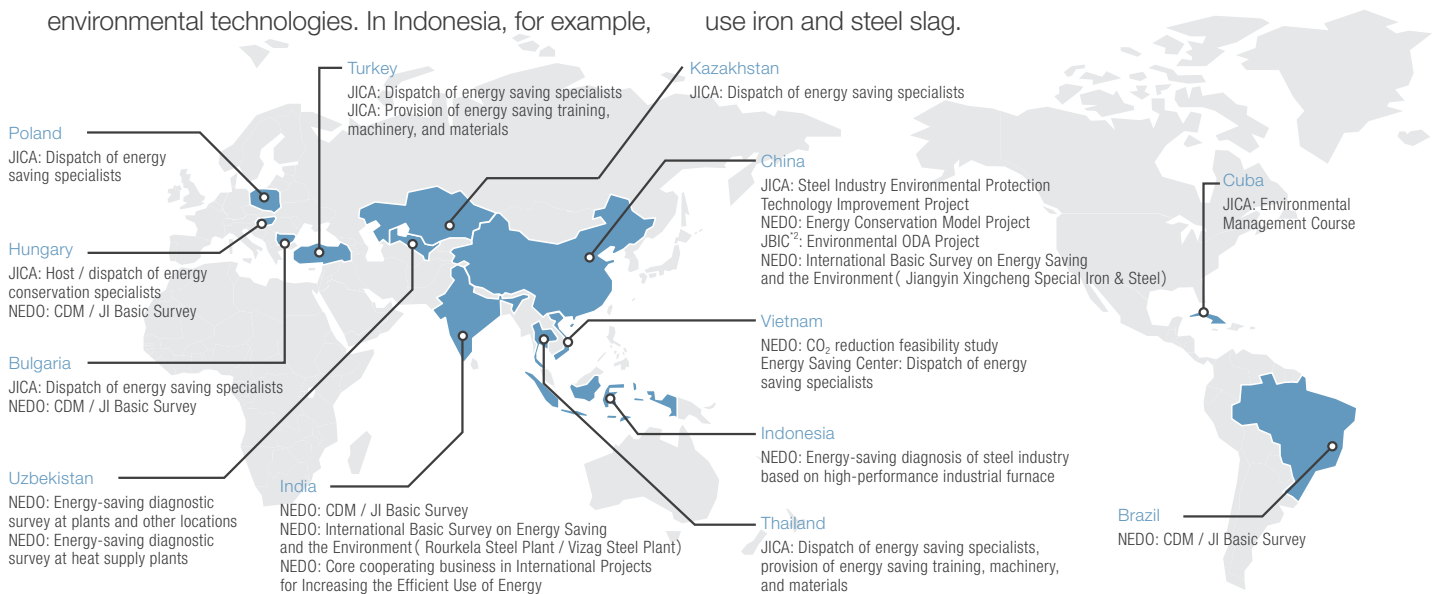 environmental technologies. In Indonesia, for example,
use iron and steel slag.
Turkey
JICA: Dispatch of energy saving specialists
JICA: Provision of energy saving training,
machinery, and materials
Kazakhstan
JICA: Dispatch of energy saving specialists
Poland
JICA: Dispatch of energy
saving specialists
China
JICA: Steel Industry Environmental Protection
Technology Improvement Project
NEDO: Energy Conservation Model Project
JBIC*2: Environmental ODA Project
NEDO: International Basic Survey on Energy Saving
and the Environment ( Jiangyin Xingcheng Special Iron & Steel)
Cuba
JICA: Environmental
Management Course
Hungary
JICA: Host / dispatch of energy
conservation specialists
NEDO: CDM / JI Basic Survey
Vietnam
NEDO: CO₂ reduction feasibility study
Energy Saving Center: Dispatch of energy
saving specialists
Bulgaria
JICA: Dispatch of energy saving specialists
NEDO: CDM / JI Basic Survey
Indonesia
NEDO: Energy-saving diagnosis of steel industry
based on high-performance industrial furnace
Uzbekistan
NEDO: Energy-saving diagnostic
survey at plants and other locations
NEDO: Energy-saving diagnostic
survey at heat supply plants
India
NEDO: CDM / JI Basic Survey
NEDO: International Basic Survey on Energy Saving
and the Environment ( Rourkela Steel Plant / Vizag Steel Plant)
NEDO: Core cooperating business in International Projects
for Increasing the Efficient Use of Energy
Thailand
JICA: Dispatch of energy saving specialists,
provision of energy saving training, machinery,
and materials
Brazil
NEDO: CDM / JI Basic Survey